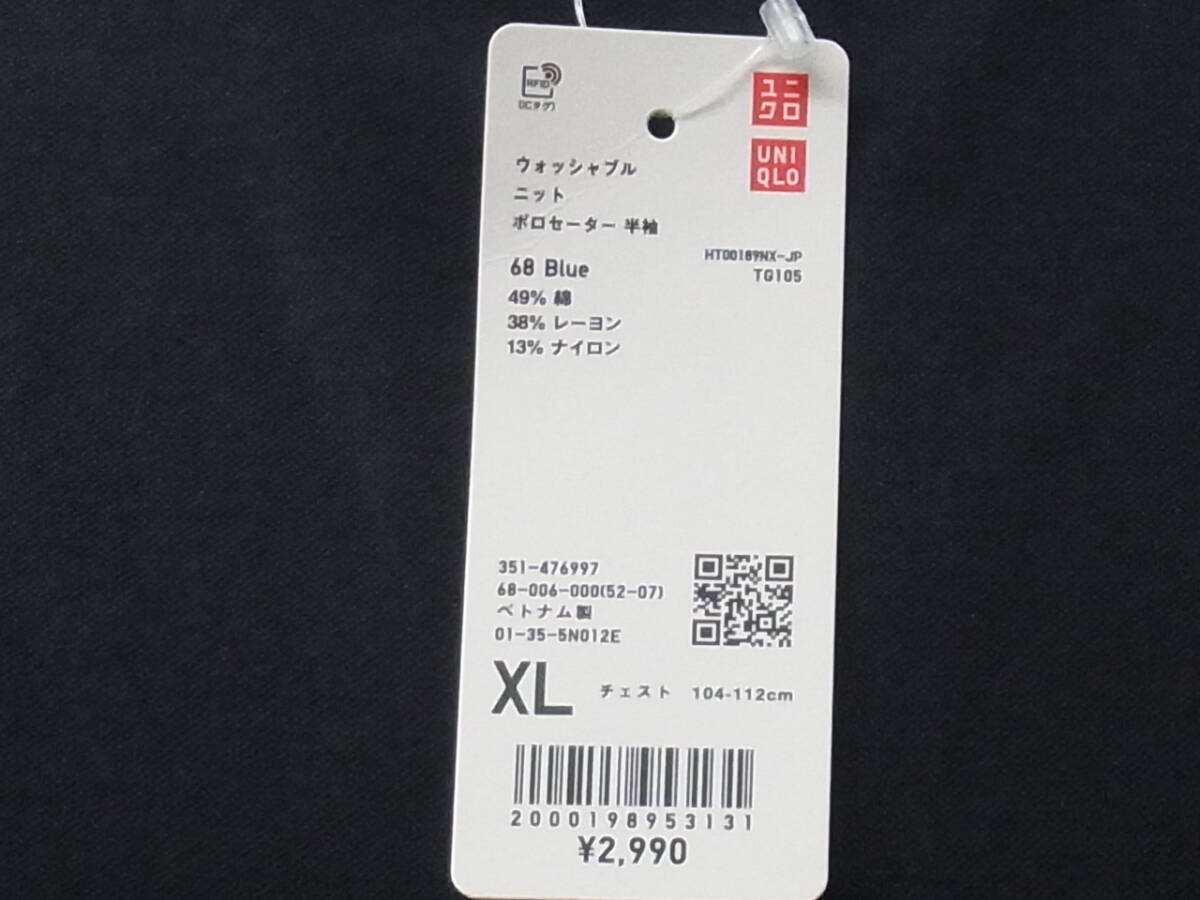 RFID
(ICタグ)
ユニ
クロ
UNI
QLO
ウォッシャブル
ニット
ポロセーター 半袖
HT00189NX-JP
TG105
68 Blue
49% 綿
38% レーヨン
13% ナイロン
351-476997
68-006-000(52-07)
ベトナム製
01-35-5N012E
XL チェスト 104-112cm
2000198953131
¥2,990